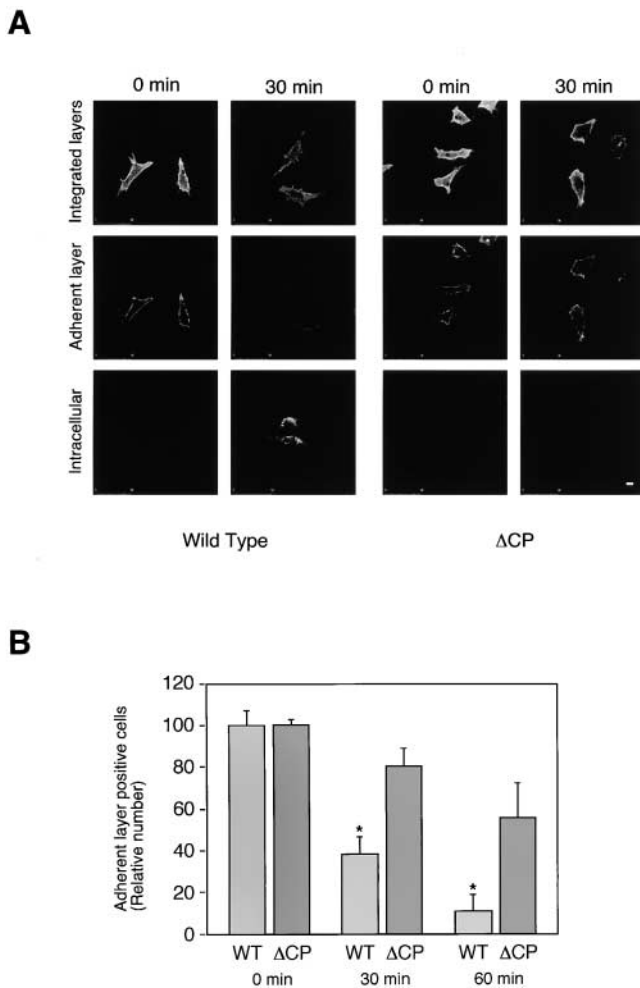 A
0 min 30 min 0 min 30 min
Integrated layers
Adherent layer
Intracellular
Wild Type ΔCP
B
Adherent layer positive cells
(Relative number)
120
100
80
60
40
20
0
*
*
WT ΔCP WT ΔCP WT ΔCP
0 min 30 min 60 min